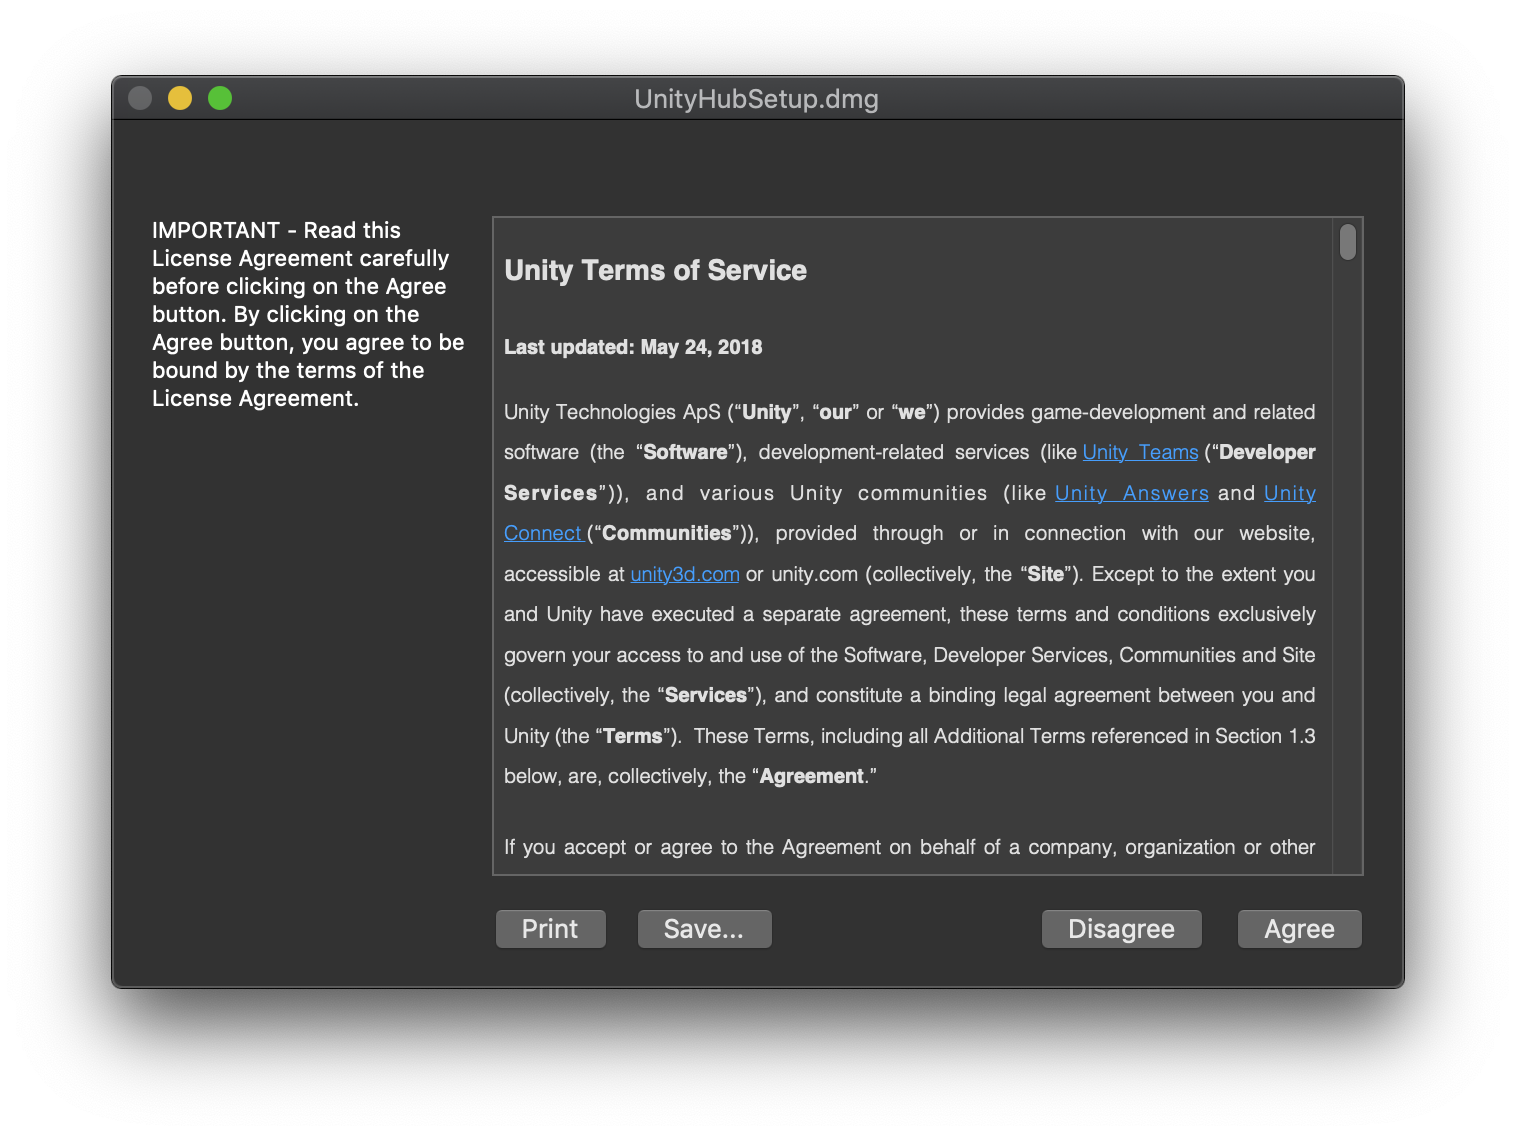 UnityHubSetup.dmg
IMPORTANT - Read this
License Agreement carefully
before clicking on the Agree
button. By clicking on the
Agree button, you agree to be
bound by the terms of the
License Agreement.
Unity Terms of Service
Last updated: May 24, 2018
Unity Technologies ApS (“Unity”, “our” or “we”) provides game-development and related
software (the “Software”), development-related services (like Unity Teams (“Developer
Services”)), and various Unity communities (like Unity Answers and Unity
Connect (“Communities”)), provided through or in connection with our website,
accessible at unity3d.com or unity.com (collectively, the “Site”). Except to the extent you
and Unity have executed a separate agreement, these terms and conditions exclusively
govern your access to and use of the Software, Developer Services, Communities and Site
(collectively, the “Services”), and constitute a binding legal agreement between you and
Unity (the “Terms”).  These Terms, including all Additional Terms referenced in Section 1.3
below, are, collectively, the “Agreement.”
If you accept or agree to the Agreement on behalf of a company, organization or other
Print Save... Disagree Agree